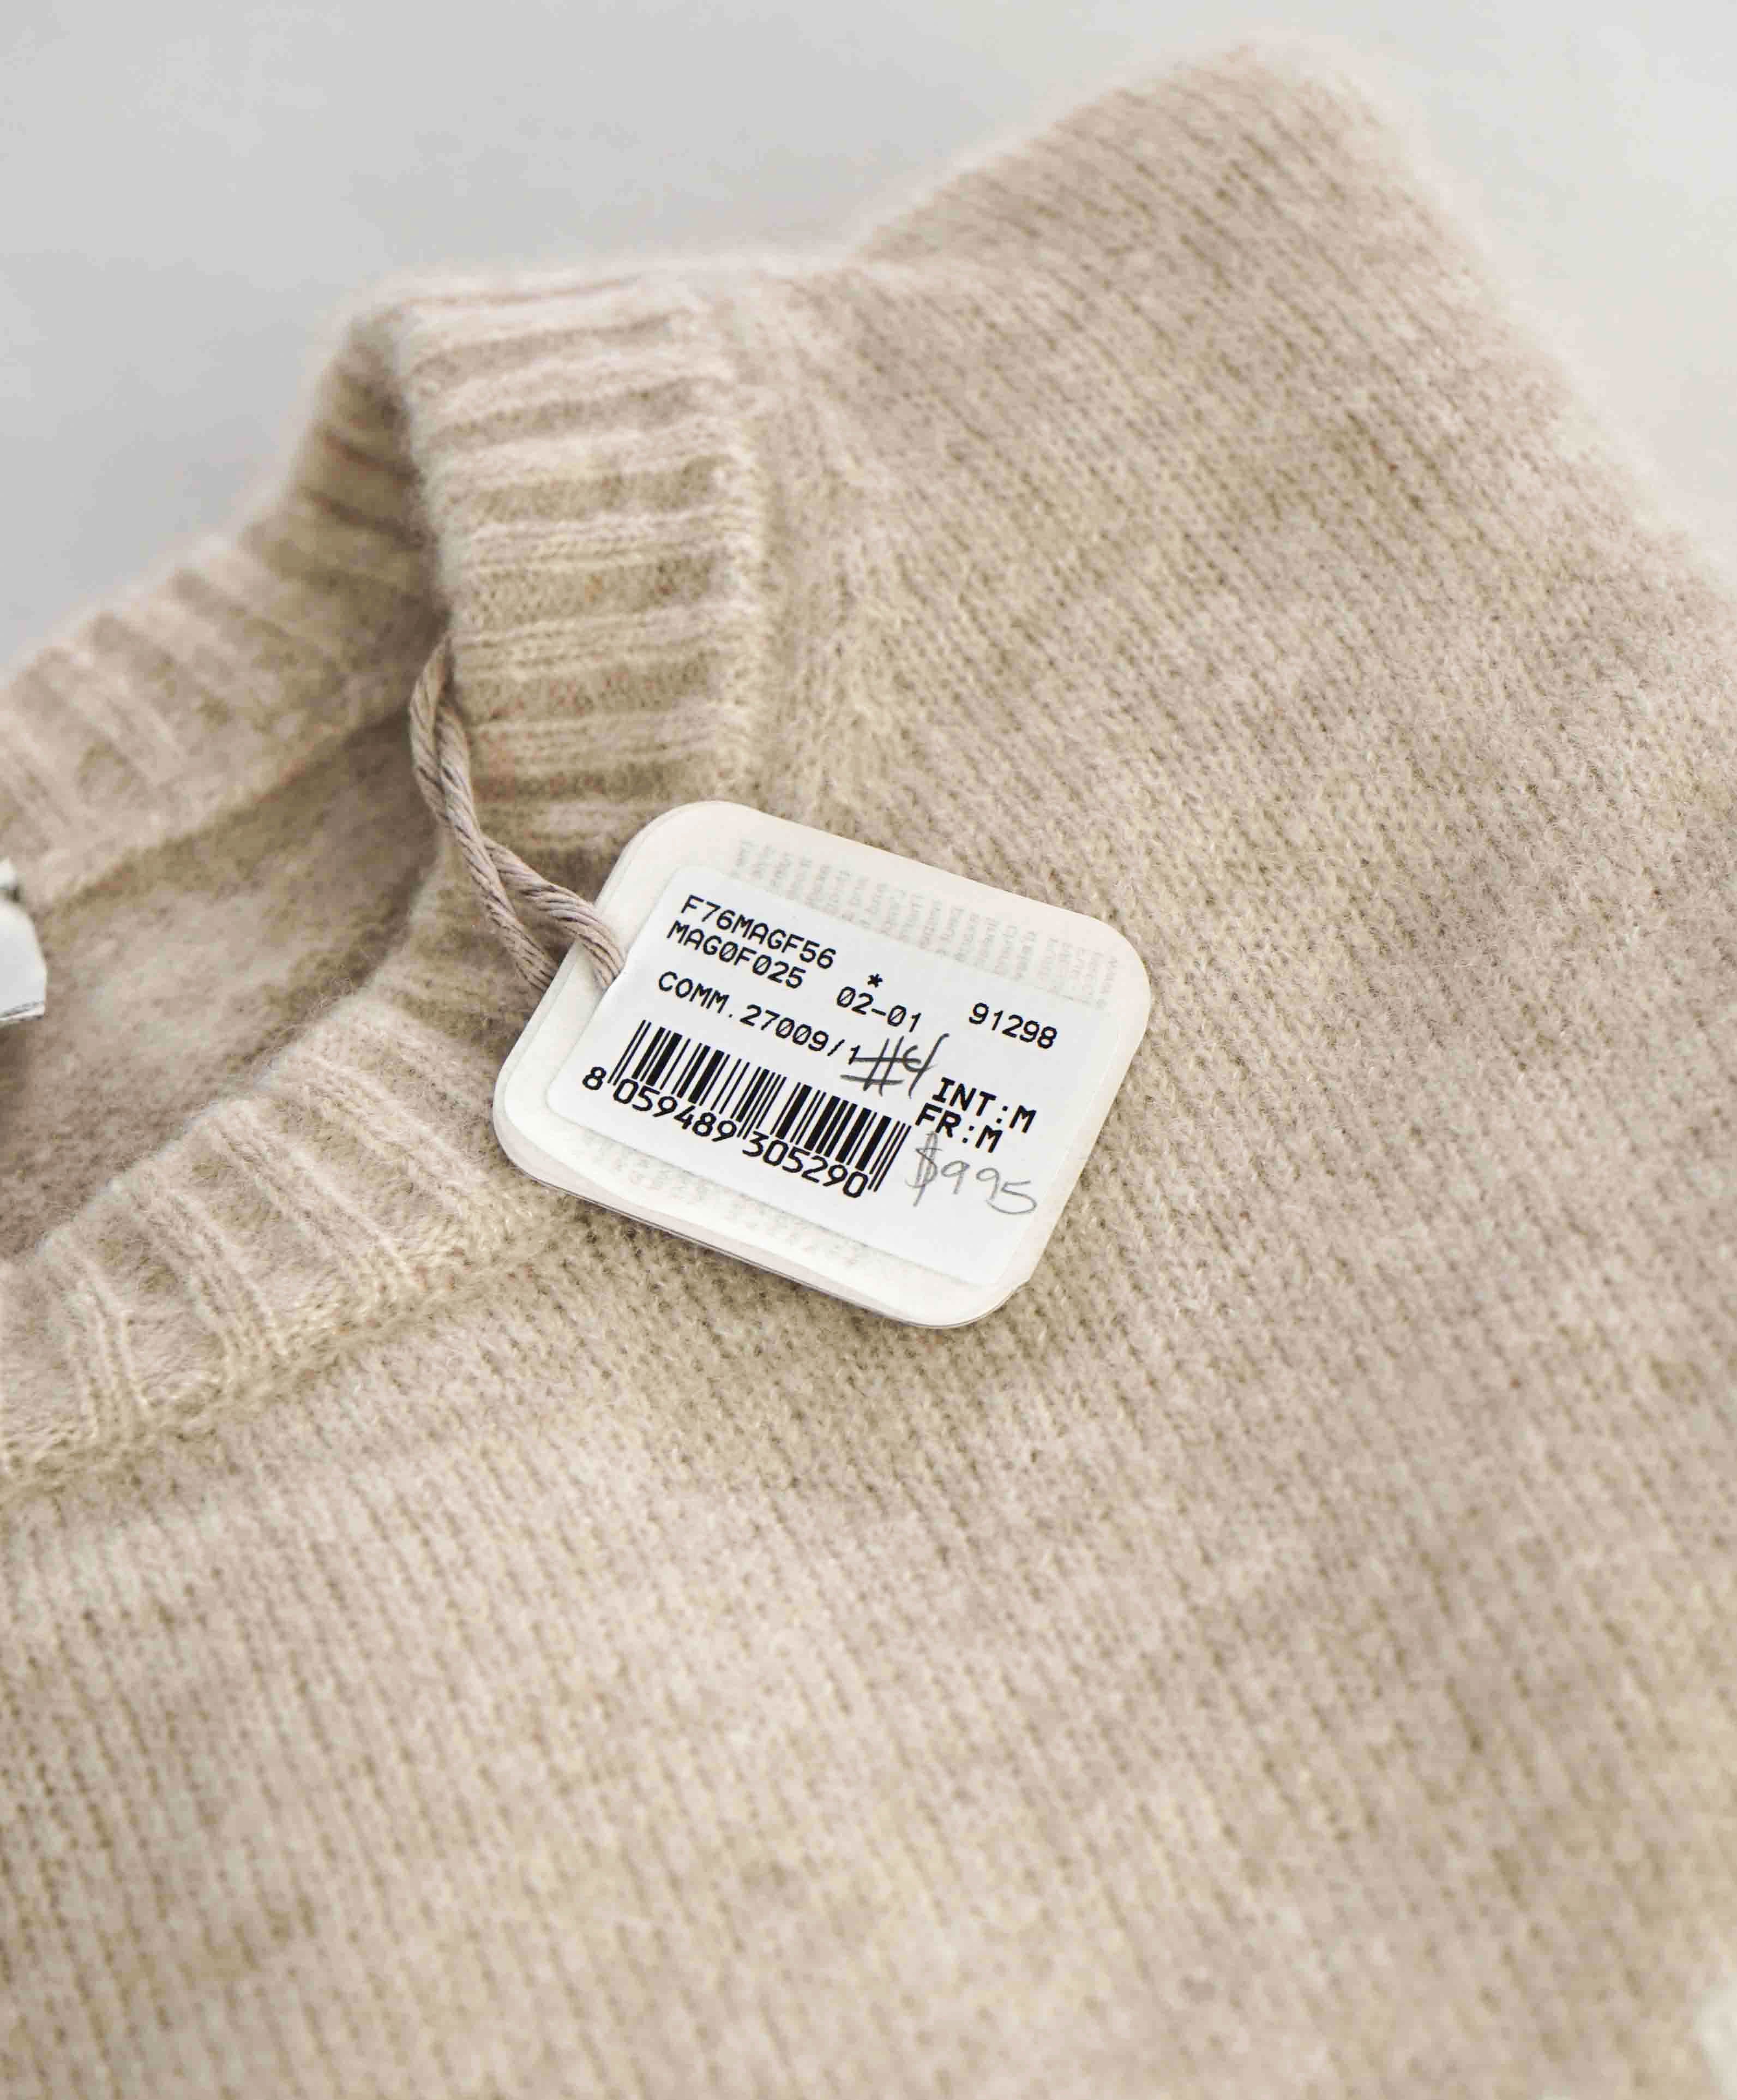 F76MAGF56 *
MAG0F025 02-01 91298
COMM.27009/1 #4
INT:M
FR:M
8 059489 305290
$995